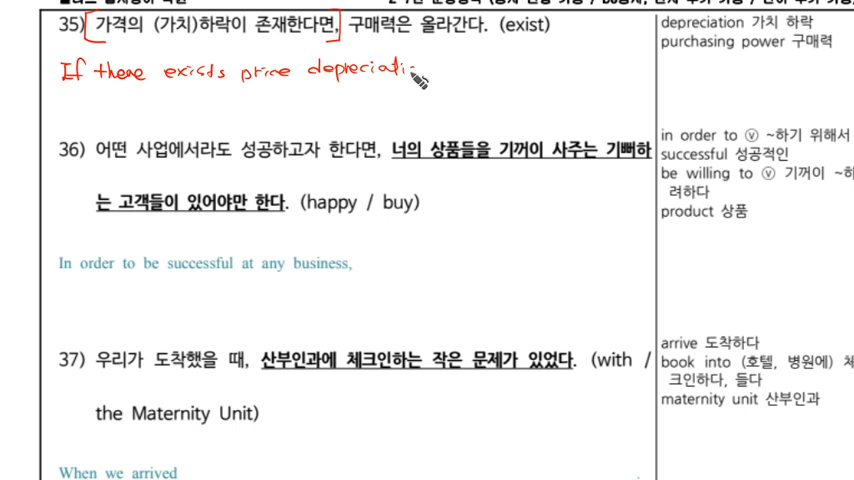 35) 가격의 (가치)하락이 존재한다면, 구매력은 올라간다. (exist)
If there exists price depreciati
36) 어떤 사업에서라도 성공하고자 한다면, 너의 상품들을 기꺼이 사주는 기뻐하
는 고객들이 있어야만 한다. (happy / buy)
In order to be successful at any business,
37) 우리가 도착했을 때, 산부인과에 체크인하는 작은 문제가 있었다. (with /
the Maternity Unit)
When we arrived
depreciation 가치 하락
purchasing power 구매력
in order to ⓥ ~하기 위해서
successful 성공적인
be willing to ⓥ 기꺼이 ~하
려하다
product 상품
arrive 도착하다
book into (호텔, 병원에) 체
크인하다, 들다
maternity unit 산부인과